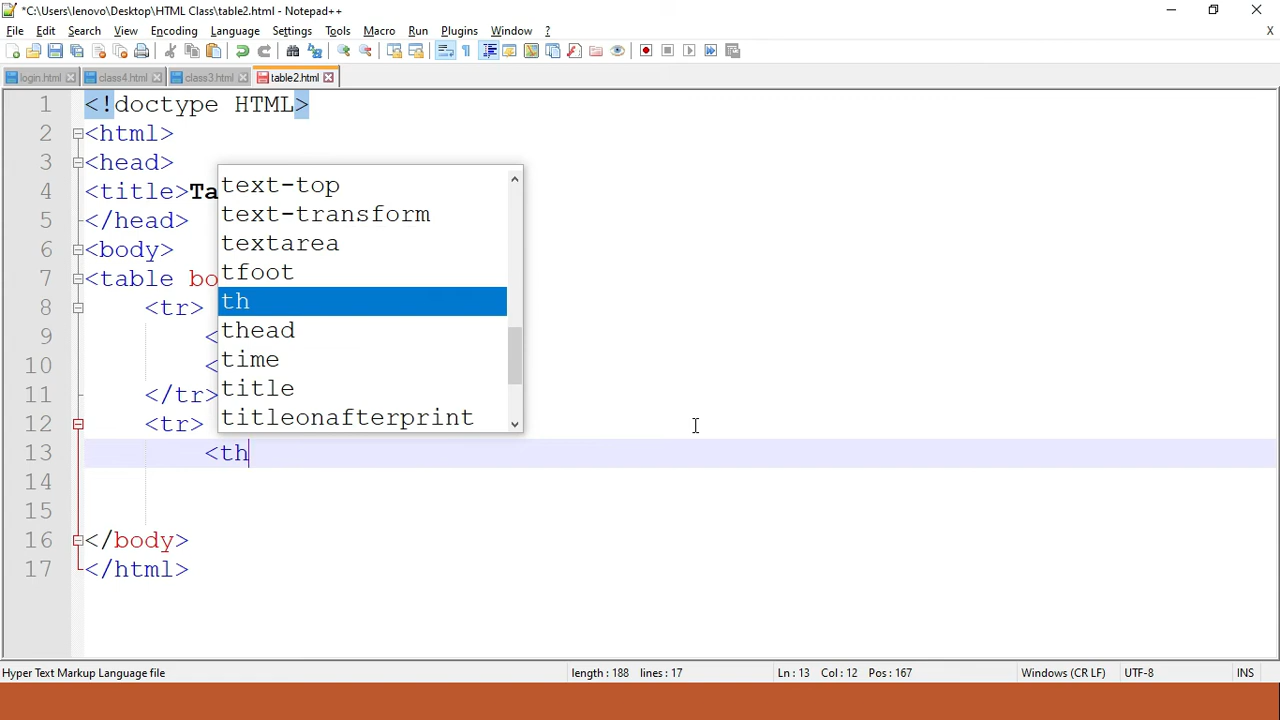 *C:\Users\lenovo\Desktop\HTML Class\table2.html - Notepad++
File Edit Search View Encoding Language Settings Tools Macro Run Plugins Window ? X
login.html class4.html class3.html table2.html
1 <!doctype HTML>
2 <html>
3 <head>
4 <title>Ta
5 </head>
6 <body>
7 <table bo
8 <tr>
9 <
10 <
11 </tr>
12 <tr>
13 <th
14
15
16 </body>
17 </html>
text-top
text-transform
textarea
tfoot
th
thead
time
title
titleonafterprint
Hyper Text Markup Language file length : 188 lines : 17 Ln : 13 Col : 12 Pos : 167 Windows (CR LF) UTF-8 INS